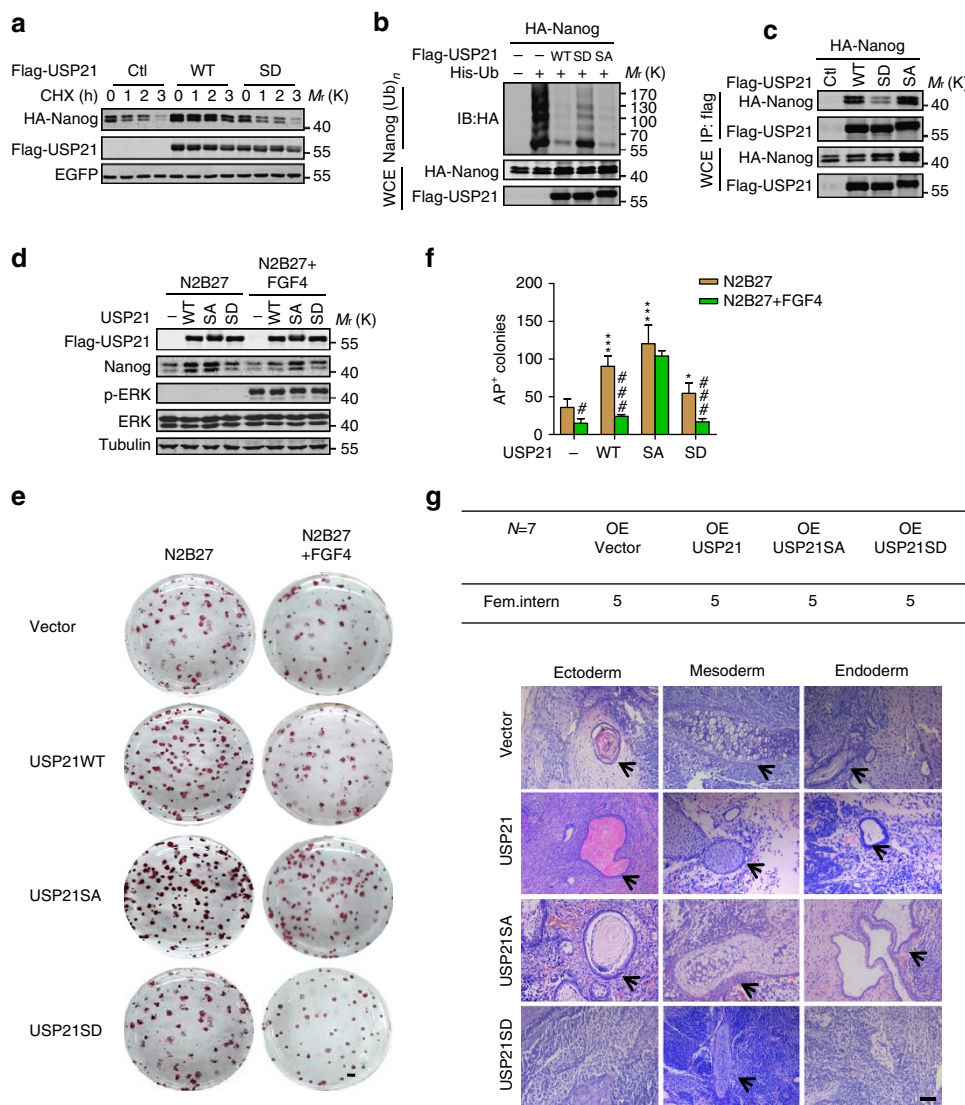 a
Flag-USP21 Ctl WT SD
CHX (h) 0 1 2 3 0 1 2 3 0 1 2 3 Mr (K)
HA-Nanog 40
Flag-USP21 55
EGFP
b
HA-Nanog
Flag-USP21 – – WT SD SA
His-Ub – + + + + Mr (K)
Nanog (Ub)n
IB:HA
170
130
100
70
55
WCE
HA-Nanog 40
Flag-USP21 55
c
HA-Nanog
Flag-USP21 Ctl WT SD SA Mr (K)
IP: flag
HA-Nanog 40
Flag-USP21 55
WCE
HA-Nanog 40
Flag-USP21 55
d
N2B27 N2B27+
FGF4
USP21 – WT SA SD – WT SA SD Mr (K)
Flag-USP21 55
Nanog 40
p-ERK 40
ERK 40
Tubulin 55
f
N2B27
N2B27+FGF4
AP+ colonies
200
150
100
50
0
# *** ### *** * ###
USP21 – WT SA SD
e
N2B27 N2B27
+FGF4
Vector
USP21WT
USP21SA
USP21SD
g
N=7 OE Vector OE USP21 OE USP21SA OE USP21SD
Fem.intern 5 5 5 5
Ectoderm Mesoderm Endoderm
Vector
USP21
USP21SA
USP21SD